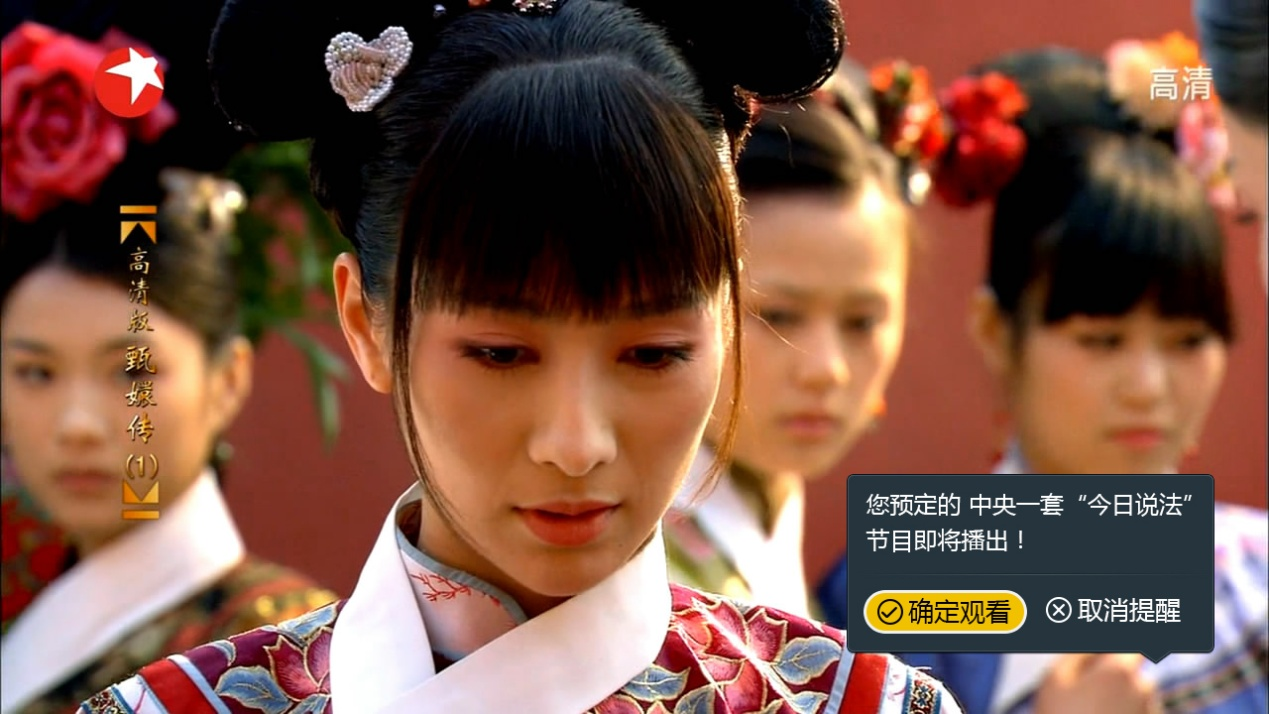 高清
高清版 甄嬛传 (1)
您预定的 中央一套“今日说法”
节目即将播出！
确定观看
取消提醒